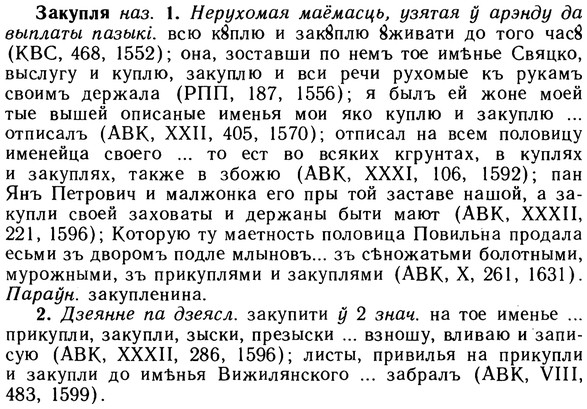 Закупля наз. 1. Нерухомая маёмасць, узятая ў арэнду да
выплаты пазыкі. всю к8плю и зак8плю 8живати до того час8
(КВС, 468, 1552); она, зоставши по нем тое имѣнье Свяцко,
выслугу и куплю, закуплю и вси речи рухомые къ рукамъ
своимъ держала (РПП, 187, 1556); я былъ ей жоне моей
тые вышей описаные именья мои яко куплю и закуплю ...
отписалъ (АВК, XXII, 405, 1570); отписал на всем половицу
именейца своего ... то ест во всяких кгрунтах, в куплях
и закуплях, также в збожю (АВК, XXXI, 106, 1592); пан
Янъ Петрович и малжонка его пры той заставе нашой, а за-
купли своей заховаты и держаны быти мают (АВК, XXXII,
221, 1596); Которую ту маетность половица Повильна продала
есьми зъ дворомъ подле млыновъ... зъ сѣножатьми болотными,
мурожными, зъ прикуплями и закуплями (АВК, X, 261, 1631).
Параўн. закупленина.
2. Дзеянне па дзеясл. закупити ў 2 знач. на тое именье ...
прикупли, закупли, зыски, презыски ... взношу, вливаю и запи-
сую (АВК, XXXII, 286, 1596); листы, привилья на прикупли
и закупли до имѣнья Вижилянского ... забралъ (АВК, VIII,
483, 1599).